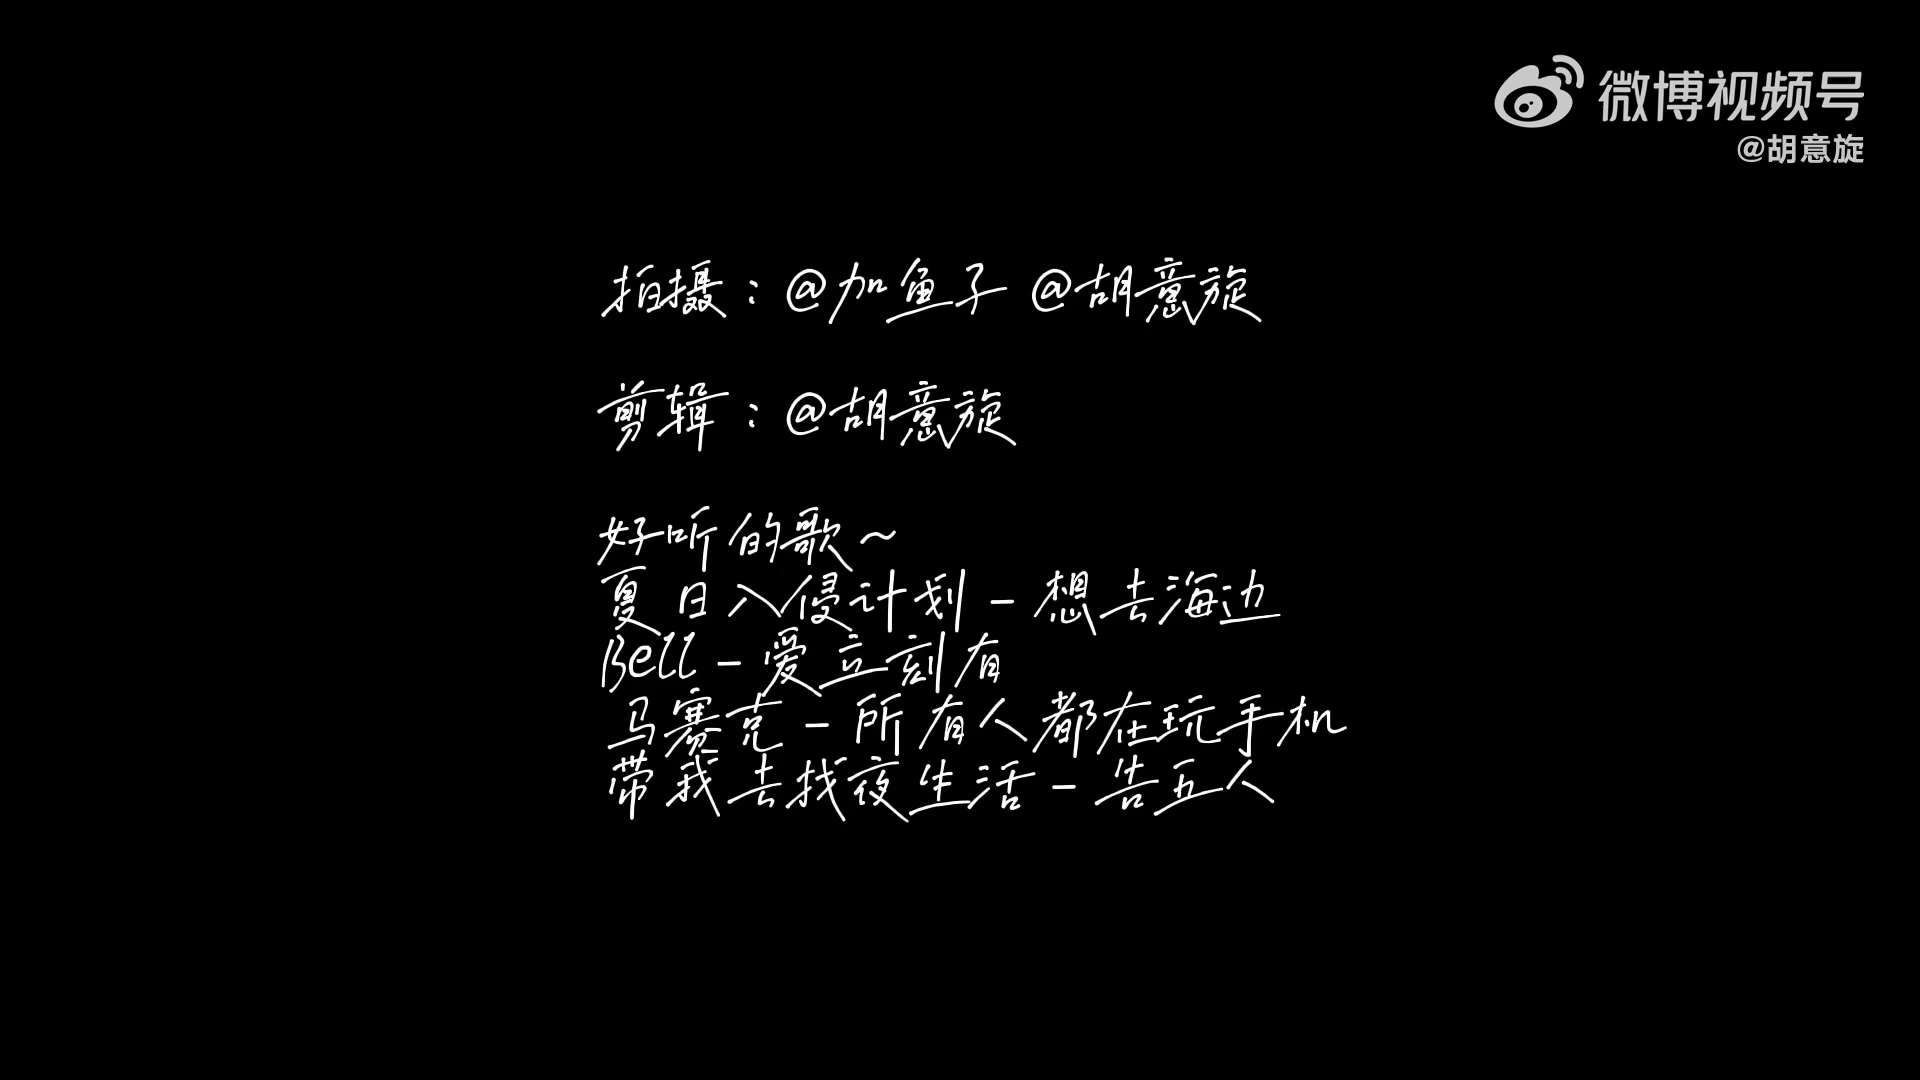 微博视频号
@胡意旋
拍摄：@加鱼子 @胡意旋
剪辑：@胡意旋
好听的歌~
夏日入侵计划-想去海边
Bell-爱立刻有
马赛克-所有人都在玩手机
带我去找夜生活-告五人